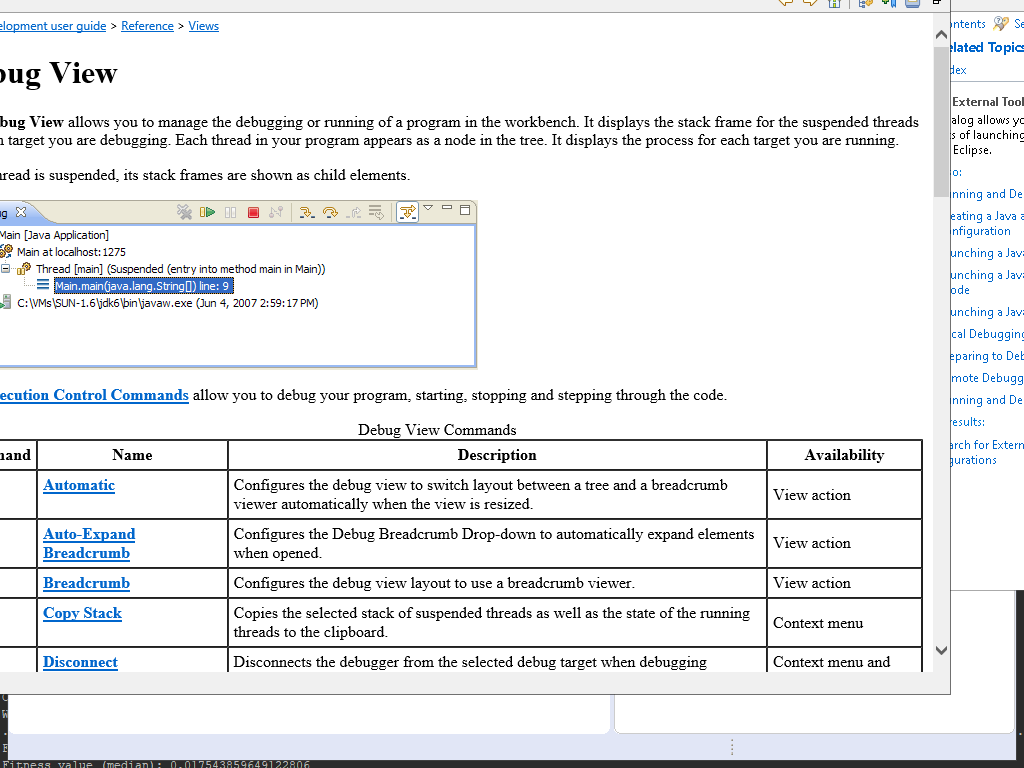 elopment user guide > Reference > Views
bug View
bug View allows you to manage the debugging or running of a program in the workbench. It displays the stack frame for the suspended threads
target you are debugging. Each thread in your program appears as a node in the tree. It displays the process for each target you are running.
hread is suspended, its stack frames are shown as child elements.
Main [Java Application]
Main at localhost:1275
Thread [main] (Suspended (entry into method main in Main))
Main.main(java.lang.String[]) line: 9
C:\VMs\SUN-1.6\jdk6\bin\javaw.exe (Jun 4, 2007 2:59:17 PM)
ecution Control Commands allow you to debug your program, starting, stopping and stepping through the code.
Debug View Commands
mand Name Description Availability
Automatic Configures the debug view to switch layout between a tree and a breadcrumb viewer automatically when the view is resized. View action
Auto-Expand Breadcrumb Configures the Debug Breadcrumb Drop-down to automatically expand elements when opened. View action
Breadcrumb Configures the debug view layout to use a breadcrumb viewer. View action
Copy Stack Copies the selected stack of suspended threads as well as the state of the running threads to the clipboard. Context menu
Disconnect Disconnects the debugger from the selected debug target when debugging Context menu and
ontents Se
elated Topics
dex
External Tool
alog allows yo
s of launching
Eclipse.
o:
nning and De
eating a Java a
nfiguration
unching a Java
unching a Java
ode
unching a Java
cal Debugging
eparing to Deb
mote Debugg
nning and De
esults:
arch for Extern
gurations
Fitness value (median): 0.017543859649122806